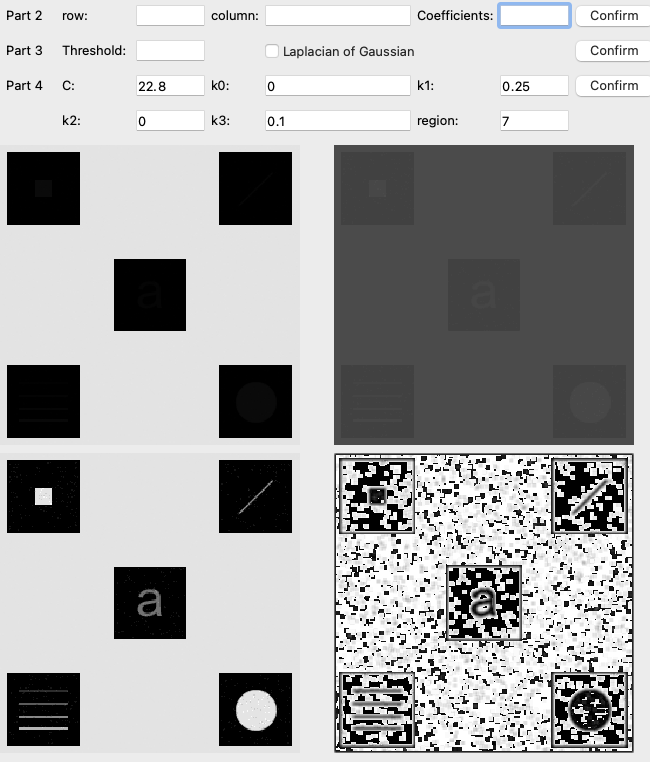 Part 2 row: column: Coefficients: Confirm
Part 3 Threshold: Laplacian of Gaussian Confirm
Part 4 C: 22.8 k0: 0 k1: 0.25 Confirm
k2: 0 k3: 0.1 region: 7
a
a
a
a